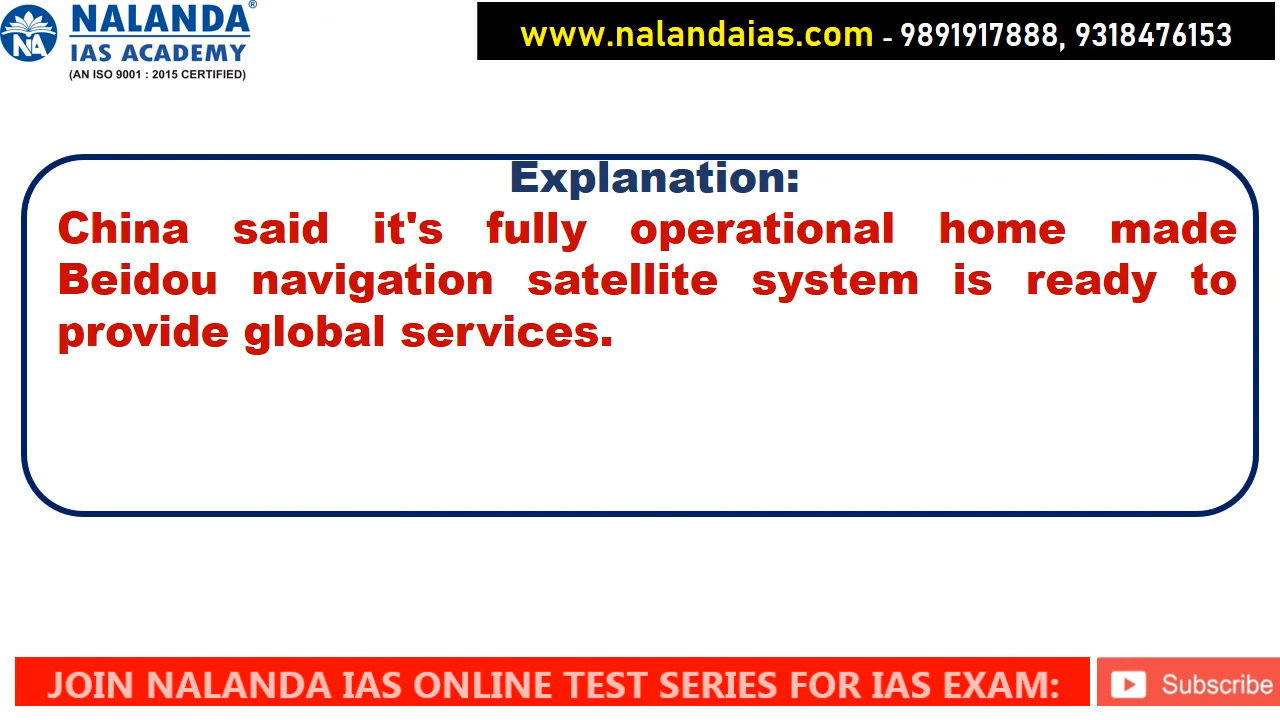 NALANDA®
IAS ACADEMY
(AN ISO 9001 : 2015 CERTIFIED)
NA
www.nalandaias.com - 9891917888, 9318476153
Explanation:
China said it's fully operational home made
Beidou navigation satellite system is ready to
provide global services.
JOIN NALANDA IAS ONLINE TEST SERIES FOR IAS EXAM:
Subscribe